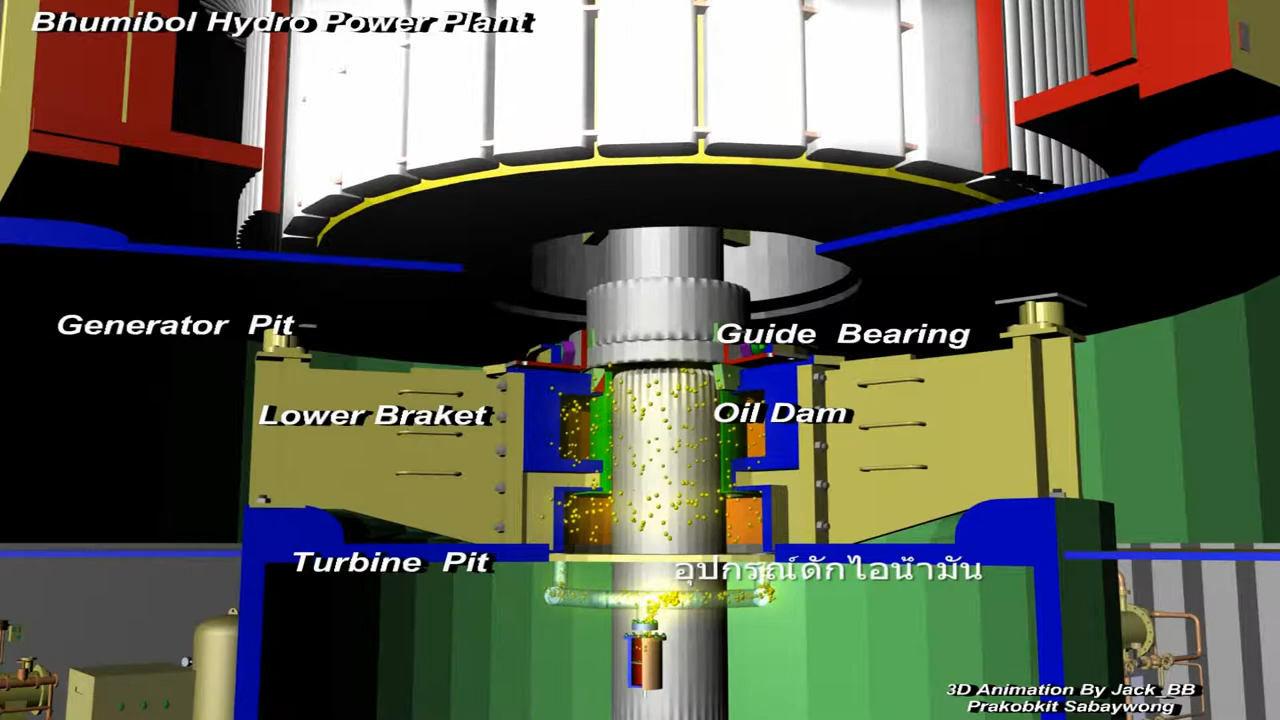 Bhumibol Hydro Power Plant
Generator Pit
Guide Bearing
Lower Braket
Oil Dam
Turbine Pit
อุปกรณ์ดักไอน้ำมัน
3D Animation By Jack_BB
Prakobkit Sabaywong